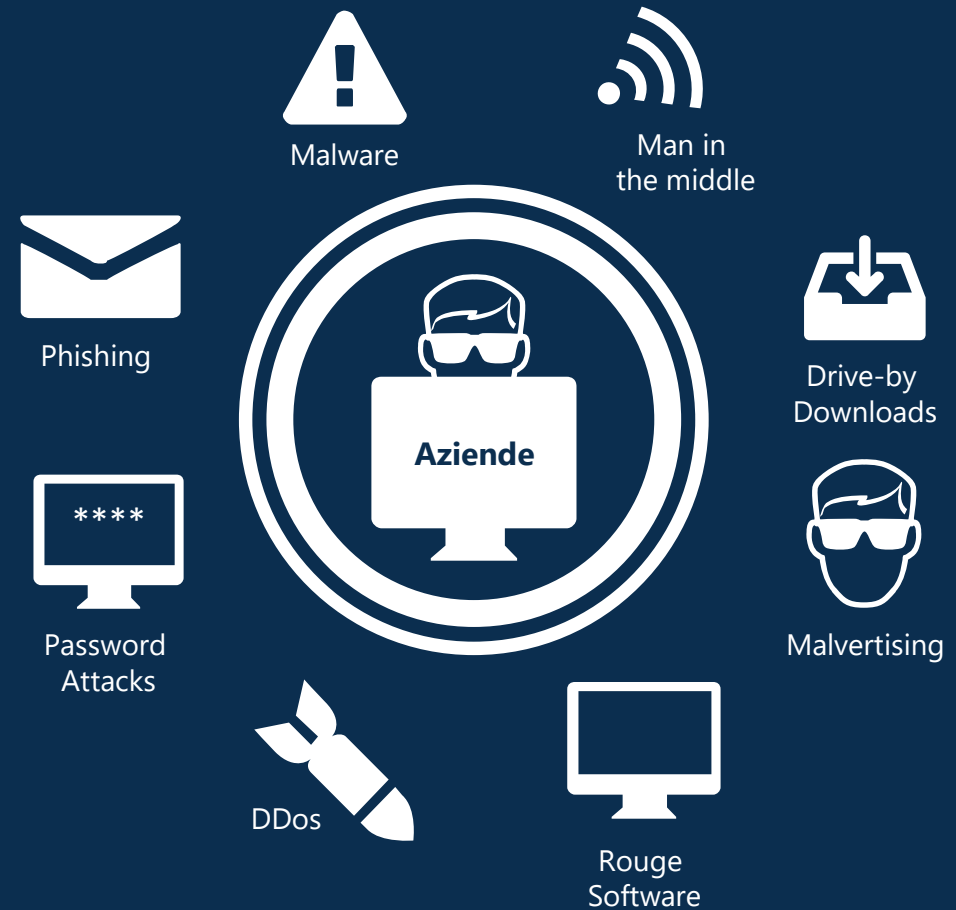 Malware
Man in
the middle
Phishing
Drive-by
Downloads
Aziende
****
Password
Attacks
Malvertising
DDos
Rouge
Software